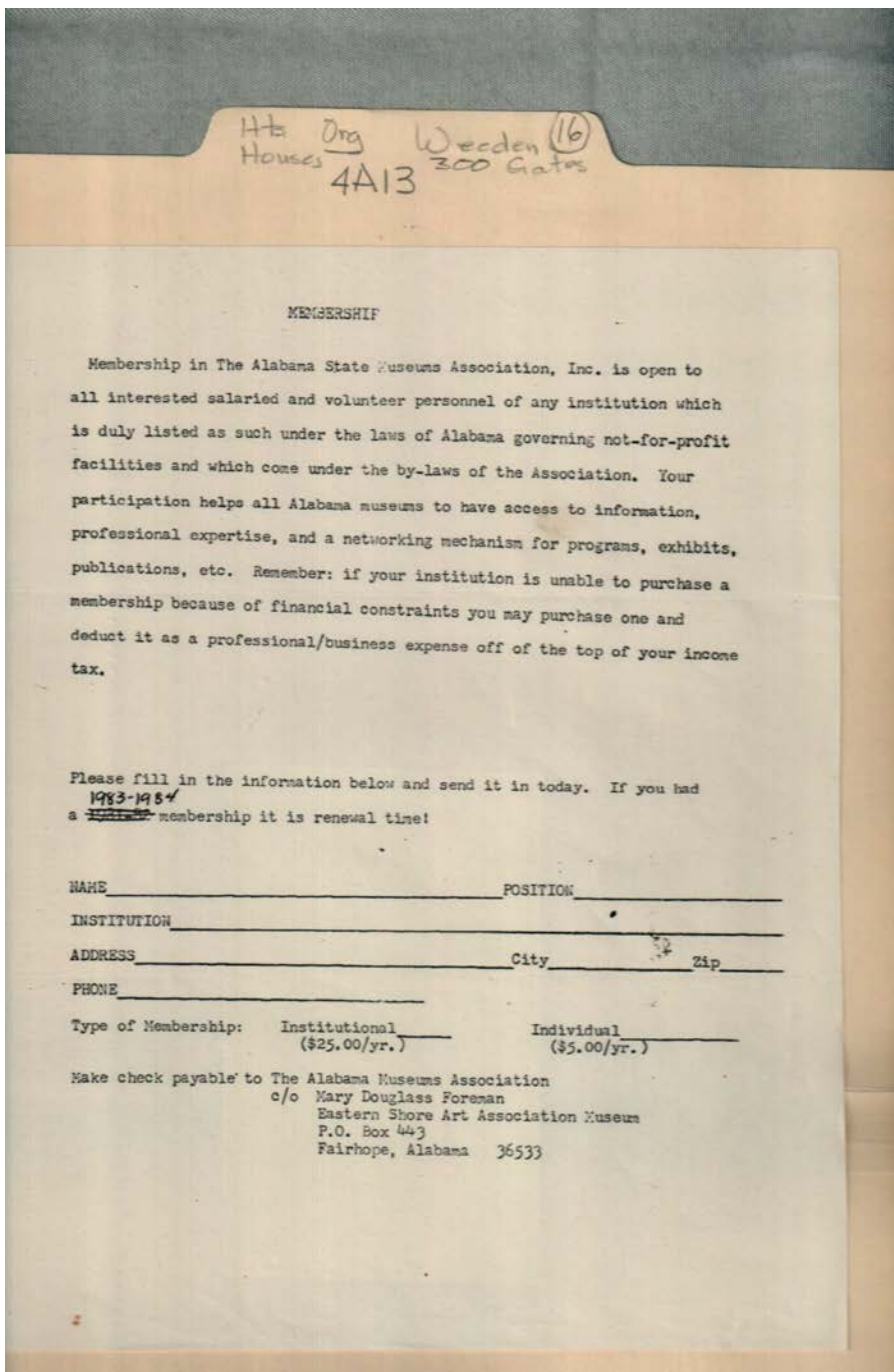 Hts Org Weeden 16
Houses 300 Gates
4A13
MEMBERSHIP
Membership in The Alabama State Museums Association, Inc. is open to
all interested salaried and volunteer personnel of any institution which
is duly listed as such under the laws of Alabama governing not-for-profit
facilities and which come under the by-laws of the Association. Your
participation helps all Alabama museums to have access to information,
professional expertise, and a networking mechanism for programs, exhibits,
publications, etc. Remember: if your institution is unable to purchase a
membership because of financial constraints you may purchase one and
deduct it as a professional/business expense off of the top of your income
tax.
Please fill in the information below and send it in today. If you had
1983-1984
a membership it is renewal time!
NAME POSITION
INSTITUTION
ADDRESS City Zip
PHONE
Type of Membership: Institutional Individual
($25.00/yr.) ($5.00/yr.)
Make check payable to The Alabama Museums Association
c/o Mary Douglass Foreman
Eastern Shore Art Association Museum
P.O. Box 443
Fairhope, Alabama 36533